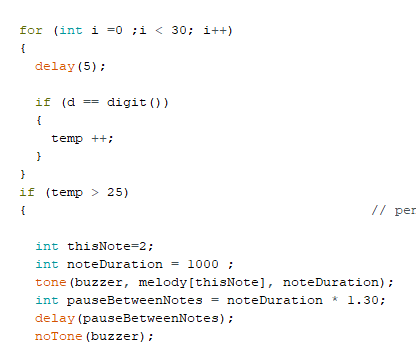 for (int i =0 ;i < 30; i++)
{
  delay(5);

  if (d == digit())
  {
    temp ++;
  }
}
if (temp > 25)
{                                           // per

  int thisNote=2;
  int noteDuration = 1000 ;
  tone(buzzer, melody[thisNote], noteDuration);
  int pauseBetweenNotes = noteDuration * 1.30;
  delay(pauseBetweenNotes);
  noTone(buzzer);